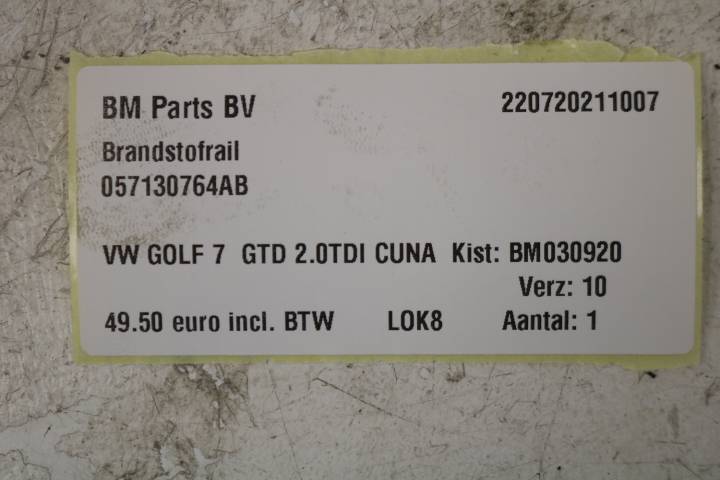 BM Parts BV 220720211007
Brandstofrail
057130764AB
VW GOLF 7 GTD 2.0TDI CUNA Kist: BM030920
Verz: 10
49.50 euro incl. BTW LOK8 Aantal: 1